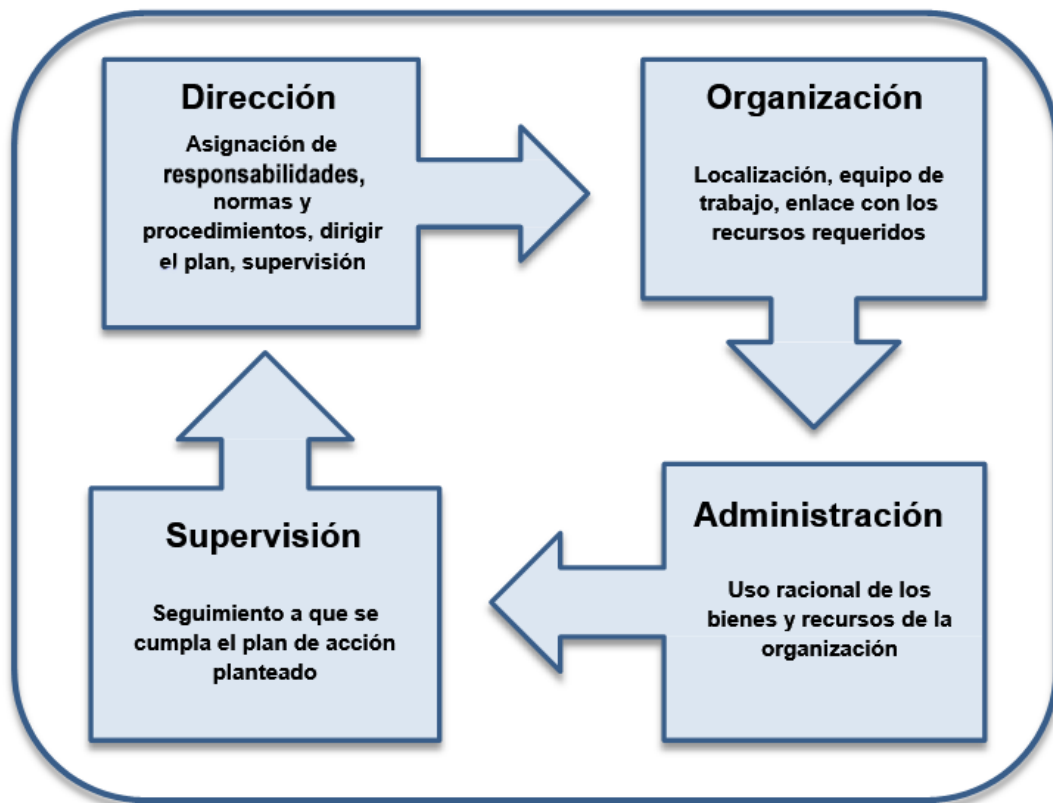 Dirección
Asignación de
responsabilidades,
normas y
procedimientos, dirigir
el plan, supervisión
Organización
Localización, equipo de
trabajo, enlace con los
recursos requeridos
Administración
Uso racional de los
bienes y recursos de la
organización
Supervisión
Seguimiento a que se
cumpla el plan de acción
planteado